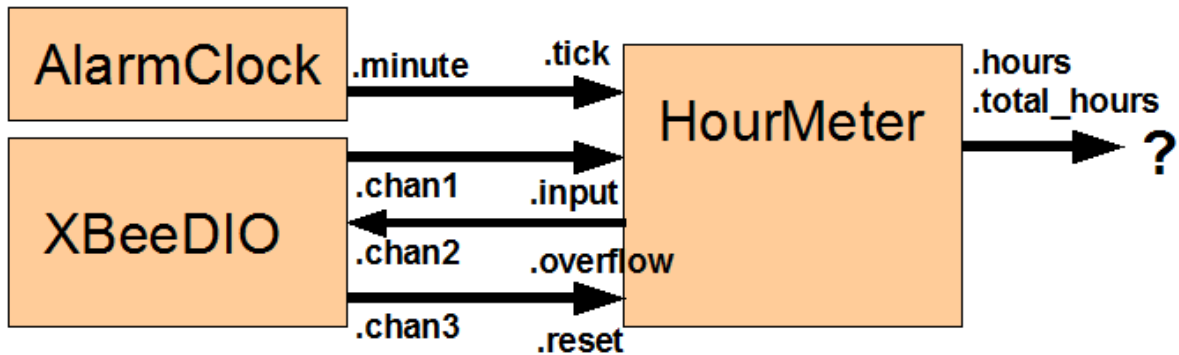 AlarmClock
.minute
.tick
HourMeter
.hours
.total_hours
?
XBeeDIO
.chan1
.input
.chan2
.overflow
.chan3
.reset